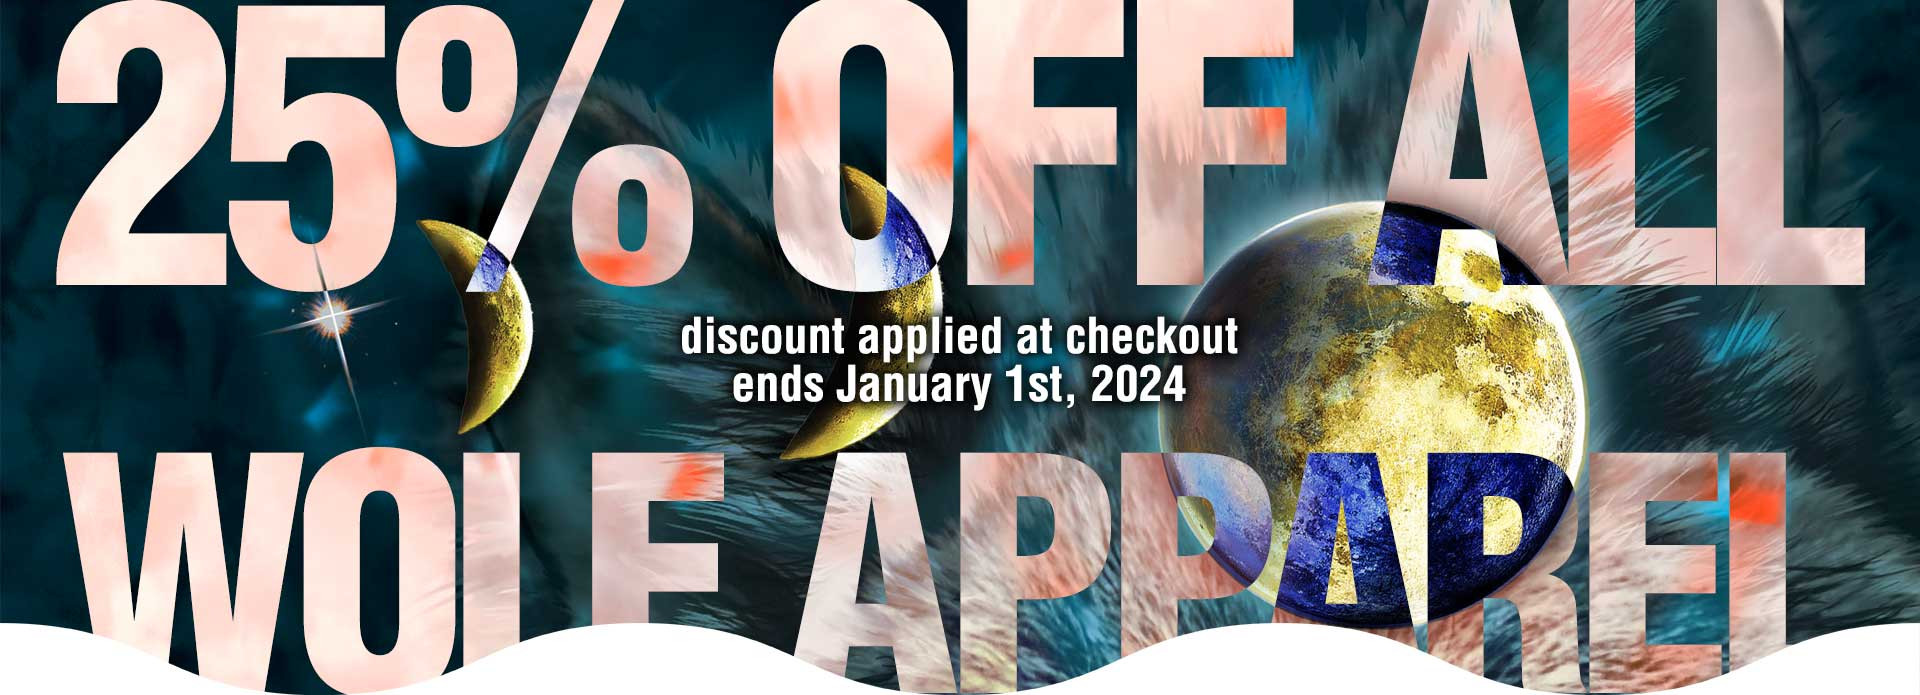 25% OFF ALL
discount applied at checkout
ends January 1st, 2024
WOLF APPAREL